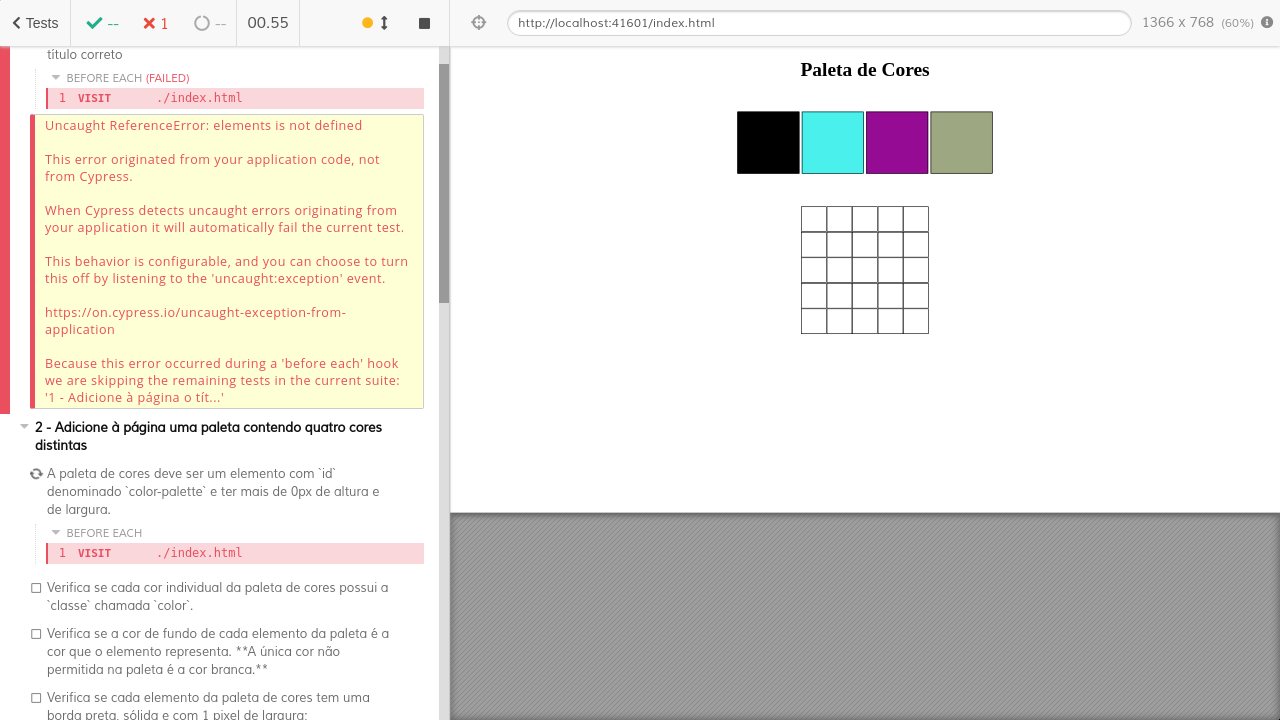 Tests
--
1
--
00.55
http://localhost:41601/index.html
1366 x 768 (60%)
título correto
BEFORE EACH (FAILED)
1 VISIT ./index.html
Uncaught ReferenceError: elements is not defined
This error originated from your application code, not
from Cypress.
When Cypress detects uncaught errors originating from
your application it will automatically fail the current test.
This behavior is configurable, and you can choose to turn
this off by listening to the 'uncaught:exception' event.
https://on.cypress.io/uncaught-exception-from-
application
Because this error occurred during a 'before each' hook
we are skipping the remaining tests in the current suite:
'1 - Adicione à página o tít...'
2 - Adicione à página uma paleta contendo quatro cores
distintas
A paleta de cores deve ser um elemento com `id`
denominado `color-palette` e ter mais de 0px de altura e
de largura.
BEFORE EACH
1 VISIT ./index.html
Verifica se cada cor individual da paleta de cores possui a
`classe` chamada `color`.
Verifica se a cor de fundo de cada elemento da paleta é a
cor que o elemento representa. **A única cor não
permitida na paleta é a cor branca.**
Verifica se cada elemento da paleta de cores tem uma
borda preta, sólida e com 1 pixel de largura;
Paleta de Cores